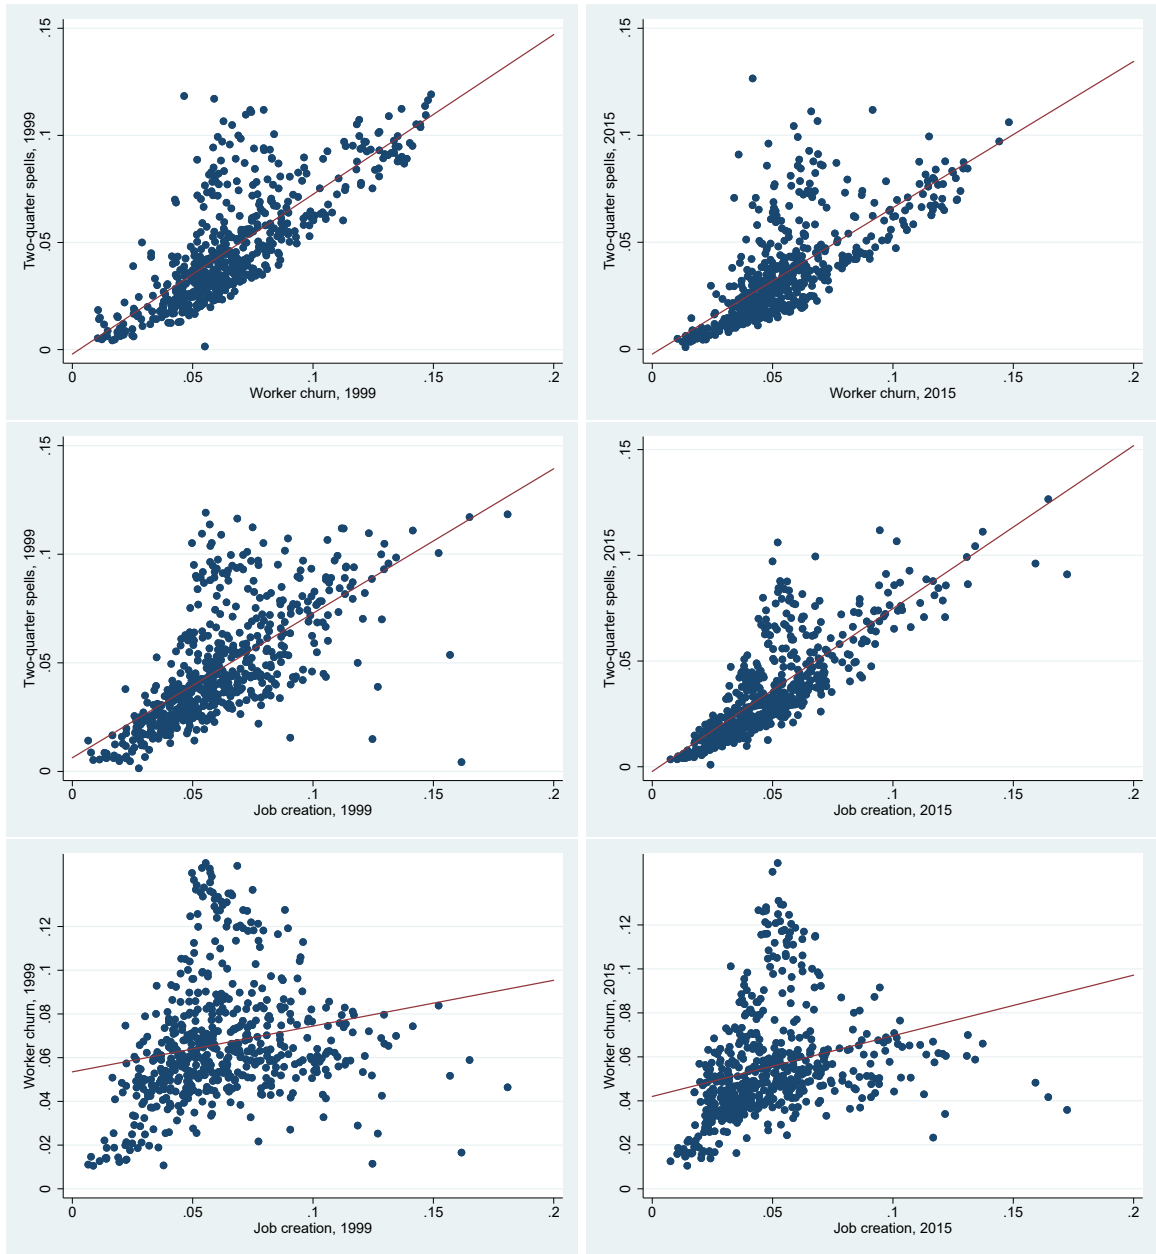 .15
.1
.05
0
Two-quarter spells, 1999
0 .05 .1 .15 .2
Worker churn, 1999
.15
.1
.05
0
Two-quarter spells, 2015
0 .05 .1 .15 .2
Worker churn, 2015
.15
.1
.05
0
Two-quarter spells, 1999
0 .05 .1 .15 .2
Job creation, 1999
.15
.1
.05
0
Two-quarter spells, 2015
0 .05 .1 .15 .2
Job creation, 2015
.12
.1
.08
.06
.04
.02
0
Worker churn, 1999
0 .05 .1 .15 .2
Job creation, 1999
.12
.1
.08
.06
.04
.02
0
Worker churn, 2015
0 .05 .1 .15 .2
Job creation, 2015